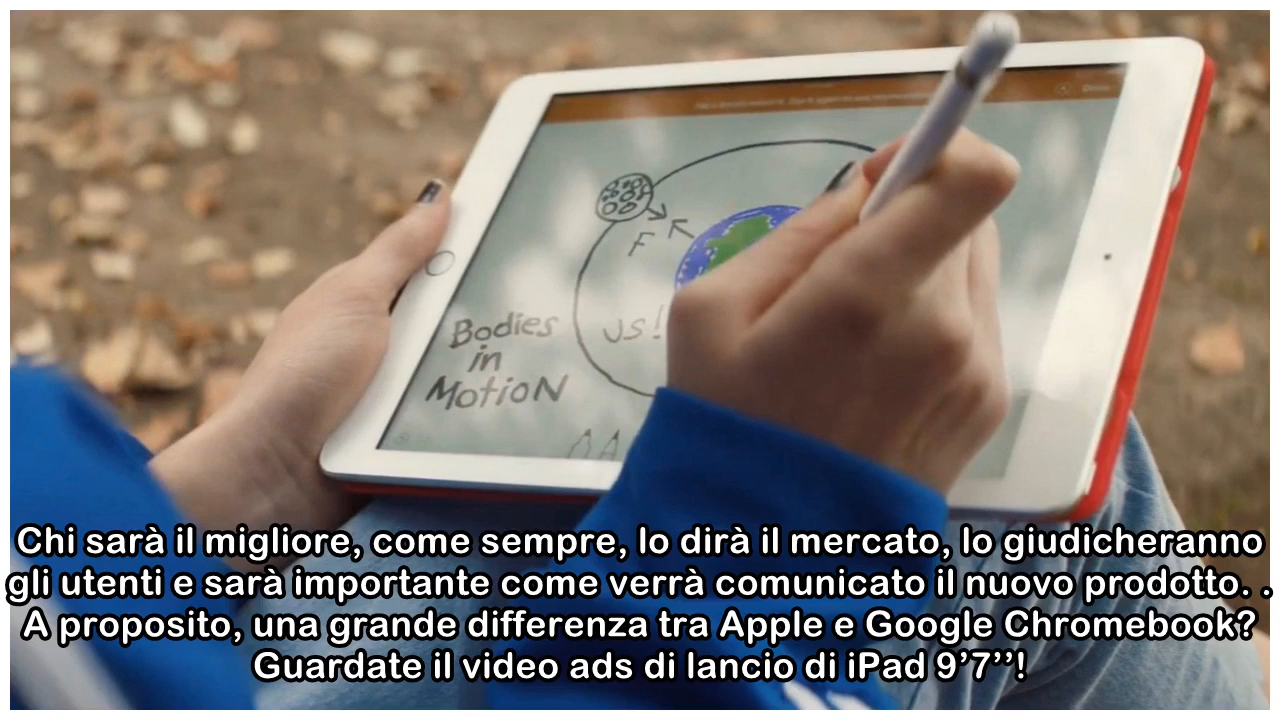 F
Bodies
in
MotioN
US!
Chi sarà il migliore, come sempre, lo dirà il mercato, lo giudicheranno
gli utenti e sarà importante come verrà comunicato il nuovo prodotto. .
A proposito, una grande differenza tra Apple e Google Chromebook?
Guardate il video ads di lancio di iPad 9’7’’!